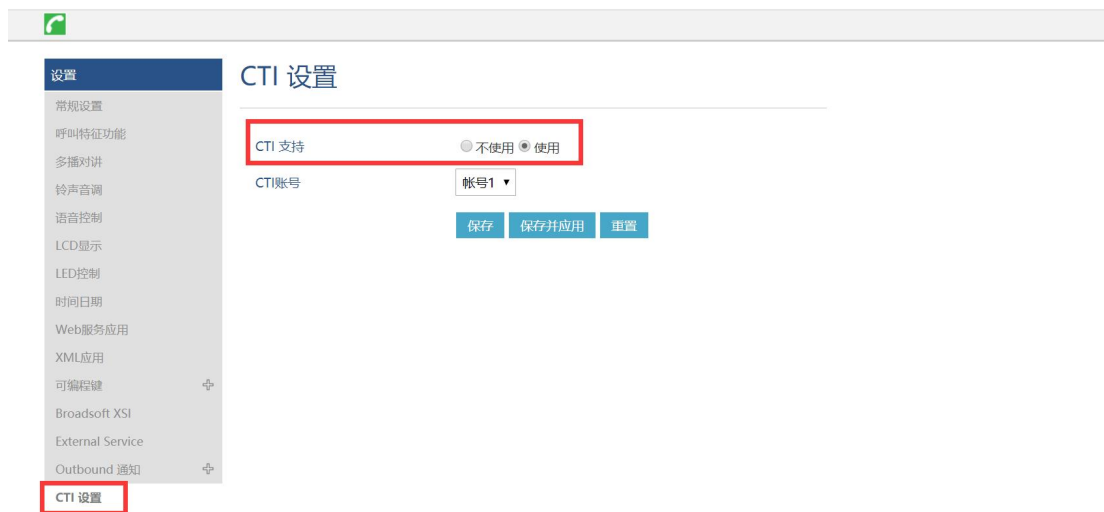 设置
常规设置
呼叫特征功能
多播对讲
铃声音调
语音控制
LCD显示
LED控制
时间日期
Web服务应用
XML应用
可编程键
Broadsoft XSI
External Service
Outbound 通知
CTI 设置
CTI 设置
CTI 支持 不使用 使用
CTI账号 帐号1
保存 保存并应用 重置